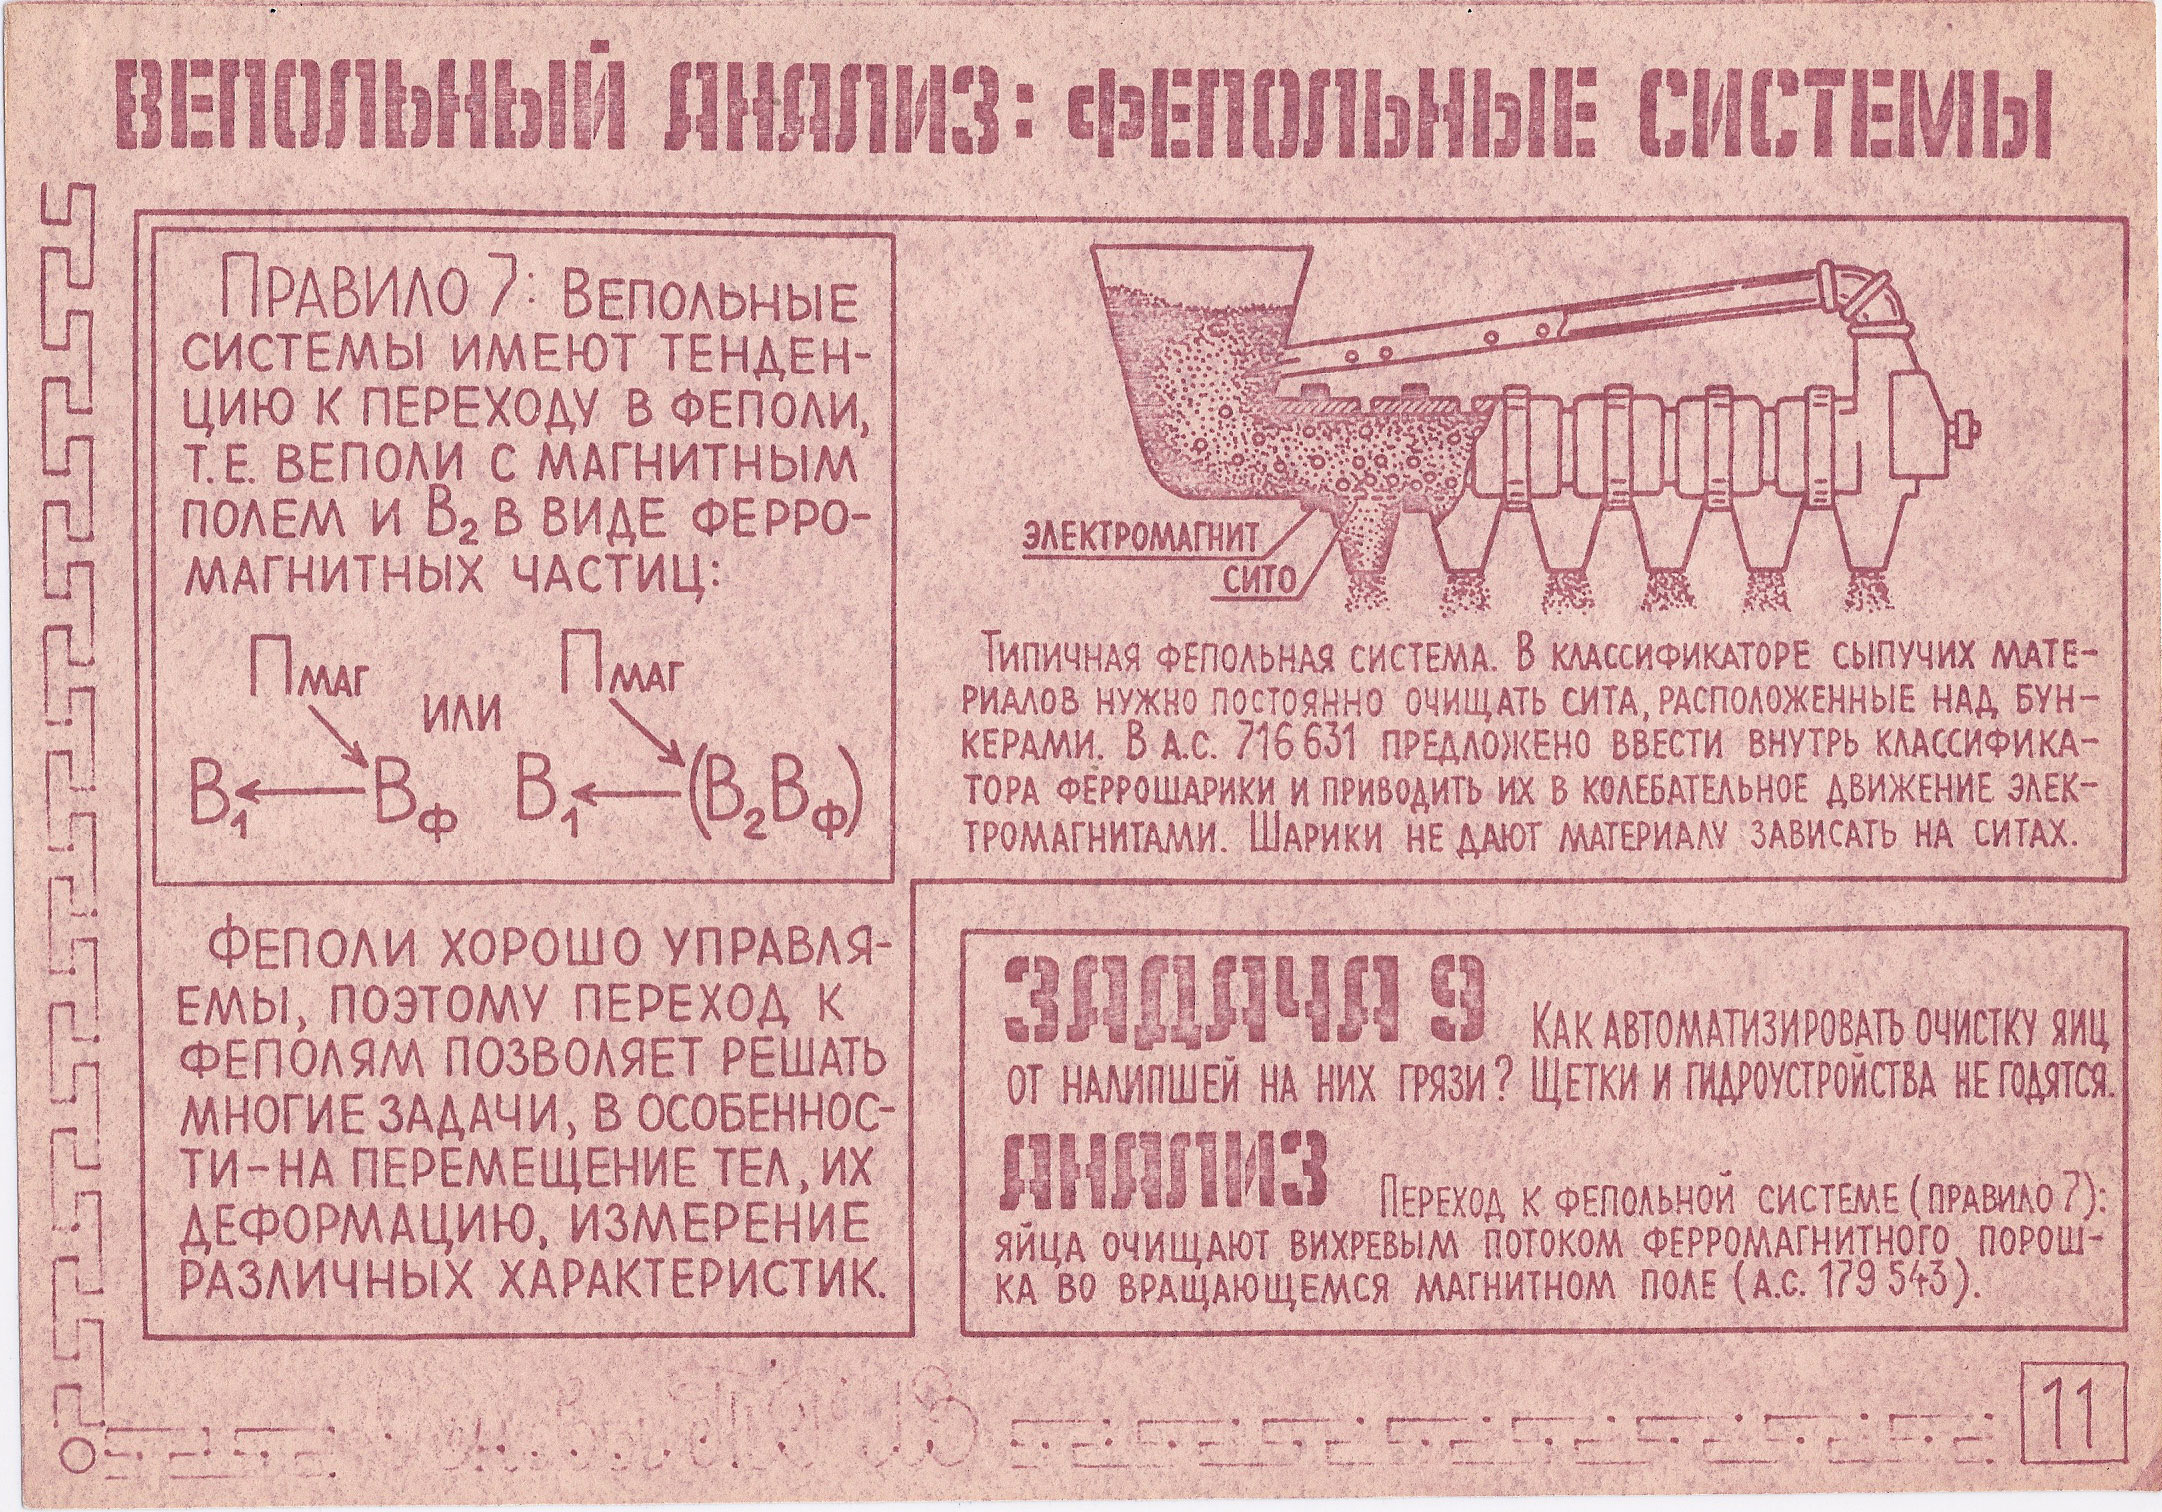 ВЕПОЛЬНЫЙ АНАЛИЗ: ФЕПОЛЬНЫЕ СИСТЕМЫ
ПРАВИЛО 7: ВЕПОЛЬНЫЕ
СИСТЕМЫ ИМЕЮТ ТЕНДЕН-
ЦИЮ К ПЕРЕХОДУ В ФЕПОЛИ,
Т.Е. ВЕПОЛИ С МАГНИТНЫМ
ПОЛЕМ И В₂ В ВИДЕ ФЕРРО-
МАГНИТНЫХ ЧАСТИЦ:
Пмаг ИЛИ Пмаг
В₁ ← Вф В₁ ← (В₂Вф)
ФЕПОЛИ ХОРОШО УПРАВЛЯ-
ЕМЫ, ПОЭТОМУ ПЕРЕХОД К
ФЕПОЛЯМ ПОЗВОЛЯЕТ РЕШАТЬ
МНОГИЕ ЗАДАЧИ, В ОСОБЕННОС-
ТИ – НА ПЕРЕМЕЩЕНИЕ ТЕЛ, ИХ
ДЕФОРМАЦИЮ, ИЗМЕРЕНИЕ
РАЗЛИЧНЫХ ХАРАКТЕРИСТИК.
ЭЛЕКТРОМАГНИТ
СИТО
ТИПИЧНАЯ ФЕПОЛЬНАЯ СИСТЕМА. В КЛАССИФИКАТОРЕ СЫПУЧИХ МАТЕ-
РИАЛОВ НУЖНО ПОСТОЯННО ОЧИЩАТЬ СИТА, РАСПОЛОЖЕННЫЕ НАД БУН-
КЕРАМИ. В А.С. 716 631 ПРЕДЛОЖЕНО ВВЕСТИ ВНУТРЬ КЛАССИФИКА-
ТОРА ФЕРРОШАРИКИ И ПРИВОДИТЬ ИХ В КОЛЕБАТЕЛЬНОЕ ДВИЖЕНИЕ ЭЛЕК-
ТРОМАГНИТАМИ. ШАРИКИ НЕ ДАЮТ МАТЕРИАЛУ ЗАВИСАТЬ НА СИТАХ.
ЗАДАЧА 9 КАК АВТОМАТИЗИРОВАТЬ ОЧИСТКУ ЯИЦ
ОТ НАЛИПШЕЙ НА НИХ ГРЯЗИ? ЩЕТКИ И ГИДРОУСТРОЙСТВА НЕ ГОДЯТСЯ.
АНАЛИЗ ПЕРЕХОД К ФЕПОЛЬНОЙ СИСТЕМЕ (ПРАВИЛО 7):
ЯЙЦА ОЧИЩАЮТ ВИХРЕВЫМ ПОТОКОМ ФЕРРОМАГНИТНОГО ПОРОШ-
КА ВО ВРАЩАЮЩЕМСЯ МАГНИТНОМ ПОЛЕ (А.С. 179 543).
11